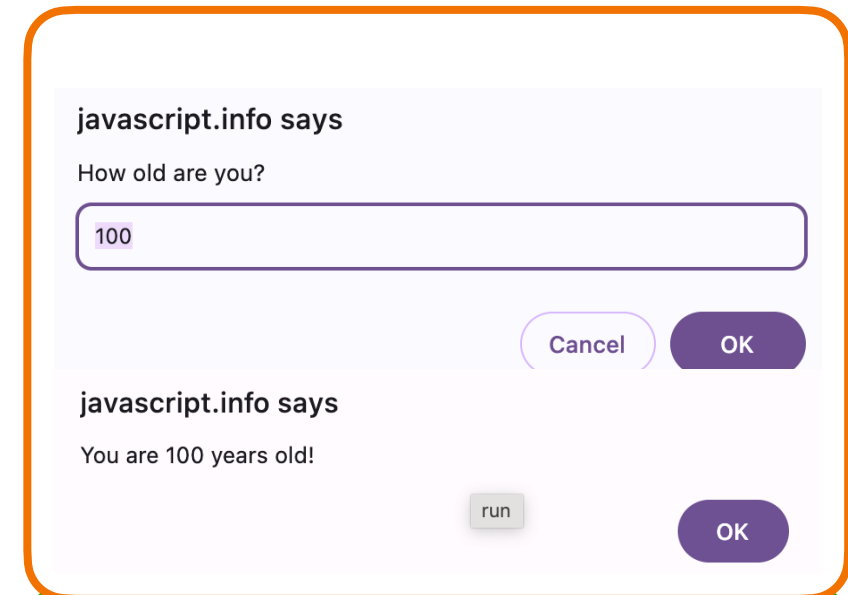 javascript.info says
How old are you?
100
Cancel OK
javascript.info says
You are 100 years old!
run
OK